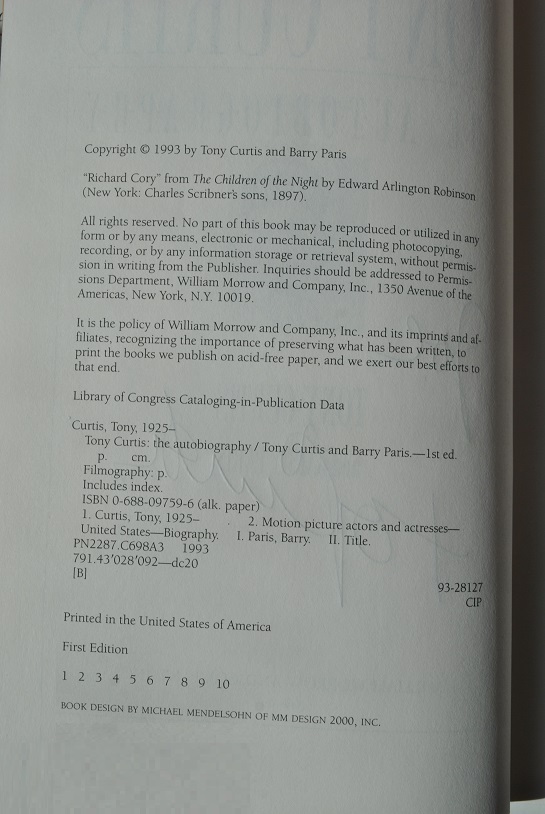 Copyright © 1993 by Tony Curtis and Barry Paris
"Richard Cory" from The Children of the Night by Edward Arlington Robinson
(New York: Charles Scribner's sons, 1897).
All rights reserved. No part of this book may be reproduced or utilized in any
form or by any means, electronic or mechanical, including photocopying,
recording, or by any information storage or retrieval system, without permis-
sion in writing from the Publisher. Inquiries should be addressed to Permis-
sions Department, William Morrow and Company, Inc., 1350 Avenue of the
Americas, New York, N.Y. 10019.
It is the policy of William Morrow and Company, Inc., and its imprints and af-
filiates, recognizing the importance of preserving what has been written, to
print the books we publish on acid-free paper, and we exert our best efforts to
that end.
Library of Congress Cataloging-in-Publication Data
Curtis, Tony, 1925–
Tony Curtis: the autobiography / Tony Curtis and Barry Paris.—1st ed.
p. cm.
Filmography: p.
Includes index.
ISBN 0-688-09759-6 (alk. paper)
1. Curtis, Tony, 1925– . 2. Motion picture actors and actresses—
United States—Biography. I. Paris, Barry. II. Title.
PN2287.C698A3 1993
791.43'028'092—dc20
[B]
93-28127
CIP
Printed in the United States of America
First Edition
1 2 3 4 5 6 7 8 9 10
BOOK DESIGN BY MICHAEL MENDELSOHN OF MM DESIGN 2000, INC.